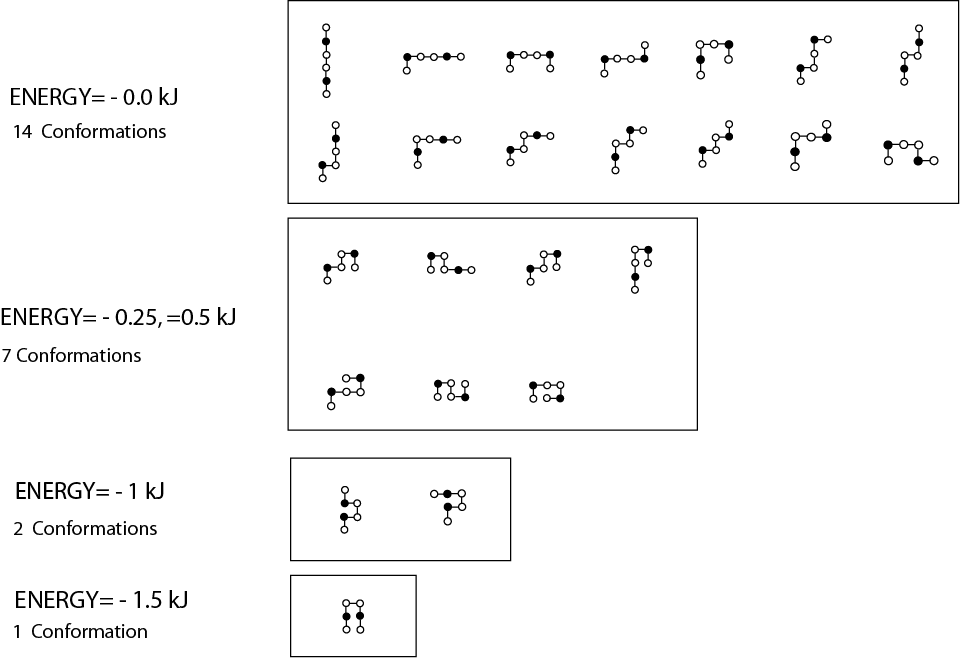 ENERGY= - 0.0 kJ
14 Conformations
ENERGY= - 0.25, =0.5 kJ
7 Conformations
ENERGY= - 1 kJ
2 Conformations
ENERGY= - 1.5 kJ
1 Conformation